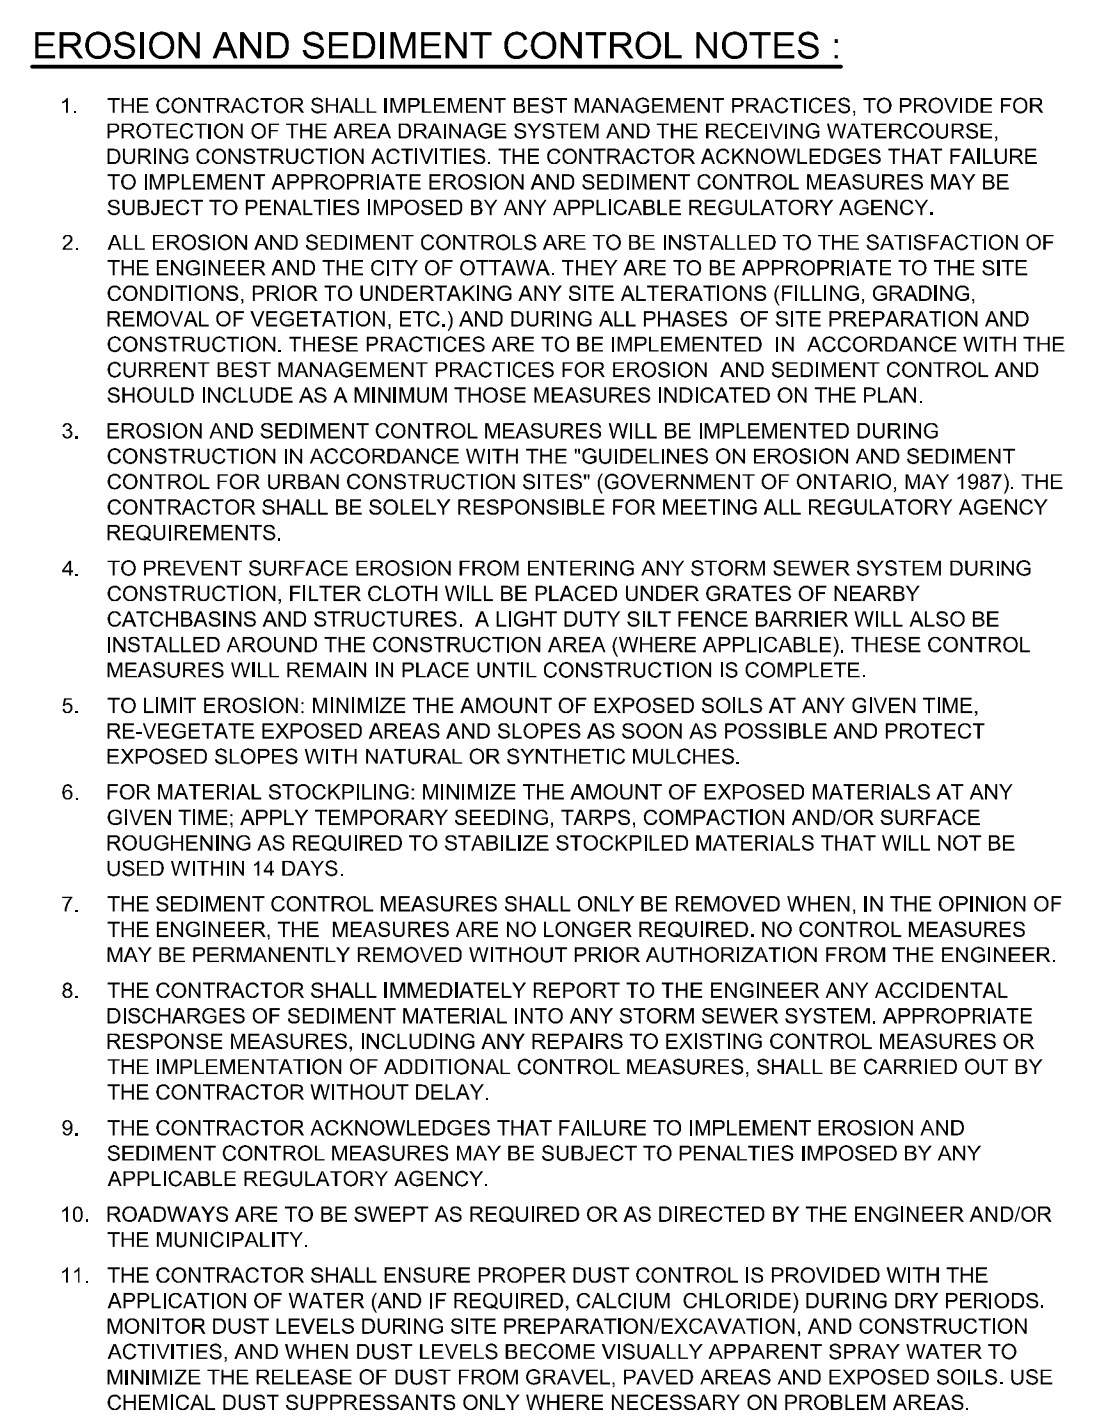 EROSION AND SEDIMENT CONTROL NOTES :
1. THE CONTRACTOR SHALL IMPLEMENT BEST MANAGEMENT PRACTICES, TO PROVIDE FOR
PROTECTION OF THE AREA DRAINAGE SYSTEM AND THE RECEIVING WATERCOURSE,
DURING CONSTRUCTION ACTIVITIES. THE CONTRACTOR ACKNOWLEDGES THAT FAILURE
TO IMPLEMENT APPROPRIATE EROSION AND SEDIMENT CONTROL MEASURES MAY BE
SUBJECT TO PENALTIES IMPOSED BY ANY APPLICABLE REGULATORY AGENCY.
2. ALL EROSION AND SEDIMENT CONTROLS ARE TO BE INSTALLED TO THE SATISFACTION OF
THE ENGINEER AND THE CITY OF OTTAWA. THEY ARE TO BE APPROPRIATE TO THE SITE
CONDITIONS, PRIOR TO UNDERTAKING ANY SITE ALTERATIONS (FILLING, GRADING,
REMOVAL OF VEGETATION, ETC.) AND DURING ALL PHASES OF SITE PREPARATION AND
CONSTRUCTION. THESE PRACTICES ARE TO BE IMPLEMENTED IN ACCORDANCE WITH THE
CURRENT BEST MANAGEMENT PRACTICES FOR EROSION AND SEDIMENT CONTROL AND
SHOULD INCLUDE AS A MINIMUM THOSE MEASURES INDICATED ON THE PLAN.
3. EROSION AND SEDIMENT CONTROL MEASURES WILL BE IMPLEMENTED DURING
CONSTRUCTION IN ACCORDANCE WITH THE "GUIDELINES ON EROSION AND SEDIMENT
CONTROL FOR URBAN CONSTRUCTION SITES" (GOVERNMENT OF ONTARIO, MAY 1987). THE
CONTRACTOR SHALL BE SOLELY RESPONSIBLE FOR MEETING ALL REGULATORY AGENCY
REQUIREMENTS.
4. TO PREVENT SURFACE EROSION FROM ENTERING ANY STORM SEWER SYSTEM DURING
CONSTRUCTION, FILTER CLOTH WILL BE PLACED UNDER GRATES OF NEARBY
CATCHBASINS AND STRUCTURES. A LIGHT DUTY SILT FENCE BARRIER WILL ALSO BE
INSTALLED AROUND THE CONSTRUCTION AREA (WHERE APPLICABLE). THESE CONTROL
MEASURES WILL REMAIN IN PLACE UNTIL CONSTRUCTION IS COMPLETE.
5. TO LIMIT EROSION: MINIMIZE THE AMOUNT OF EXPOSED SOILS AT ANY GIVEN TIME,
RE-VEGETATE EXPOSED AREAS AND SLOPES AS SOON AS POSSIBLE AND PROTECT
EXPOSED SLOPES WITH NATURAL OR SYNTHETIC MULCHES.
6. FOR MATERIAL STOCKPILING: MINIMIZE THE AMOUNT OF EXPOSED MATERIALS AT ANY
GIVEN TIME; APPLY TEMPORARY SEEDING, TARPS, COMPACTION AND/OR SURFACE
ROUGHENING AS REQUIRED TO STABILIZE STOCKPILED MATERIALS THAT WILL NOT BE
USED WITHIN 14 DAYS.
7. THE SEDIMENT CONTROL MEASURES SHALL ONLY BE REMOVED WHEN, IN THE OPINION OF
THE ENGINEER, THE MEASURES ARE NO LONGER REQUIRED. NO CONTROL MEASURES
MAY BE PERMANENTLY REMOVED WITHOUT PRIOR AUTHORIZATION FROM THE ENGINEER.
8. THE CONTRACTOR SHALL IMMEDIATELY REPORT TO THE ENGINEER ANY ACCIDENTAL
DISCHARGES OF SEDIMENT MATERIAL INTO ANY STORM SEWER SYSTEM. APPROPRIATE
RESPONSE MEASURES, INCLUDING ANY REPAIRS TO EXISTING CONTROL MEASURES OR
THE IMPLEMENTATION OF ADDITIONAL CONTROL MEASURES, SHALL BE CARRIED OUT BY
THE CONTRACTOR WITHOUT DELAY.
9. THE CONTRACTOR ACKNOWLEDGES THAT FAILURE TO IMPLEMENT EROSION AND
SEDIMENT CONTROL MEASURES MAY BE SUBJECT TO PENALTIES IMPOSED BY ANY
APPLICABLE REGULATORY AGENCY.
10. ROADWAYS ARE TO BE SWEPT AS REQUIRED OR AS DIRECTED BY THE ENGINEER AND/OR
THE MUNICIPALITY.
11. THE CONTRACTOR SHALL ENSURE PROPER DUST CONTROL IS PROVIDED WITH THE
APPLICATION OF WATER (AND IF REQUIRED, CALCIUM CHLORIDE) DURING DRY PERIODS.
MONITOR DUST LEVELS DURING SITE PREPARATION/EXCAVATION, AND CONSTRUCTION
ACTIVITIES, AND WHEN DUST LEVELS BECOME VISUALLY APPARENT SPRAY WATER TO
MINIMIZE THE RELEASE OF DUST FROM GRAVEL, PAVED AREAS AND EXPOSED SOILS. USE
CHEMICAL DUST SUPPRESSANTS ONLY WHERE NECESSARY ON PROBLEM AREAS.